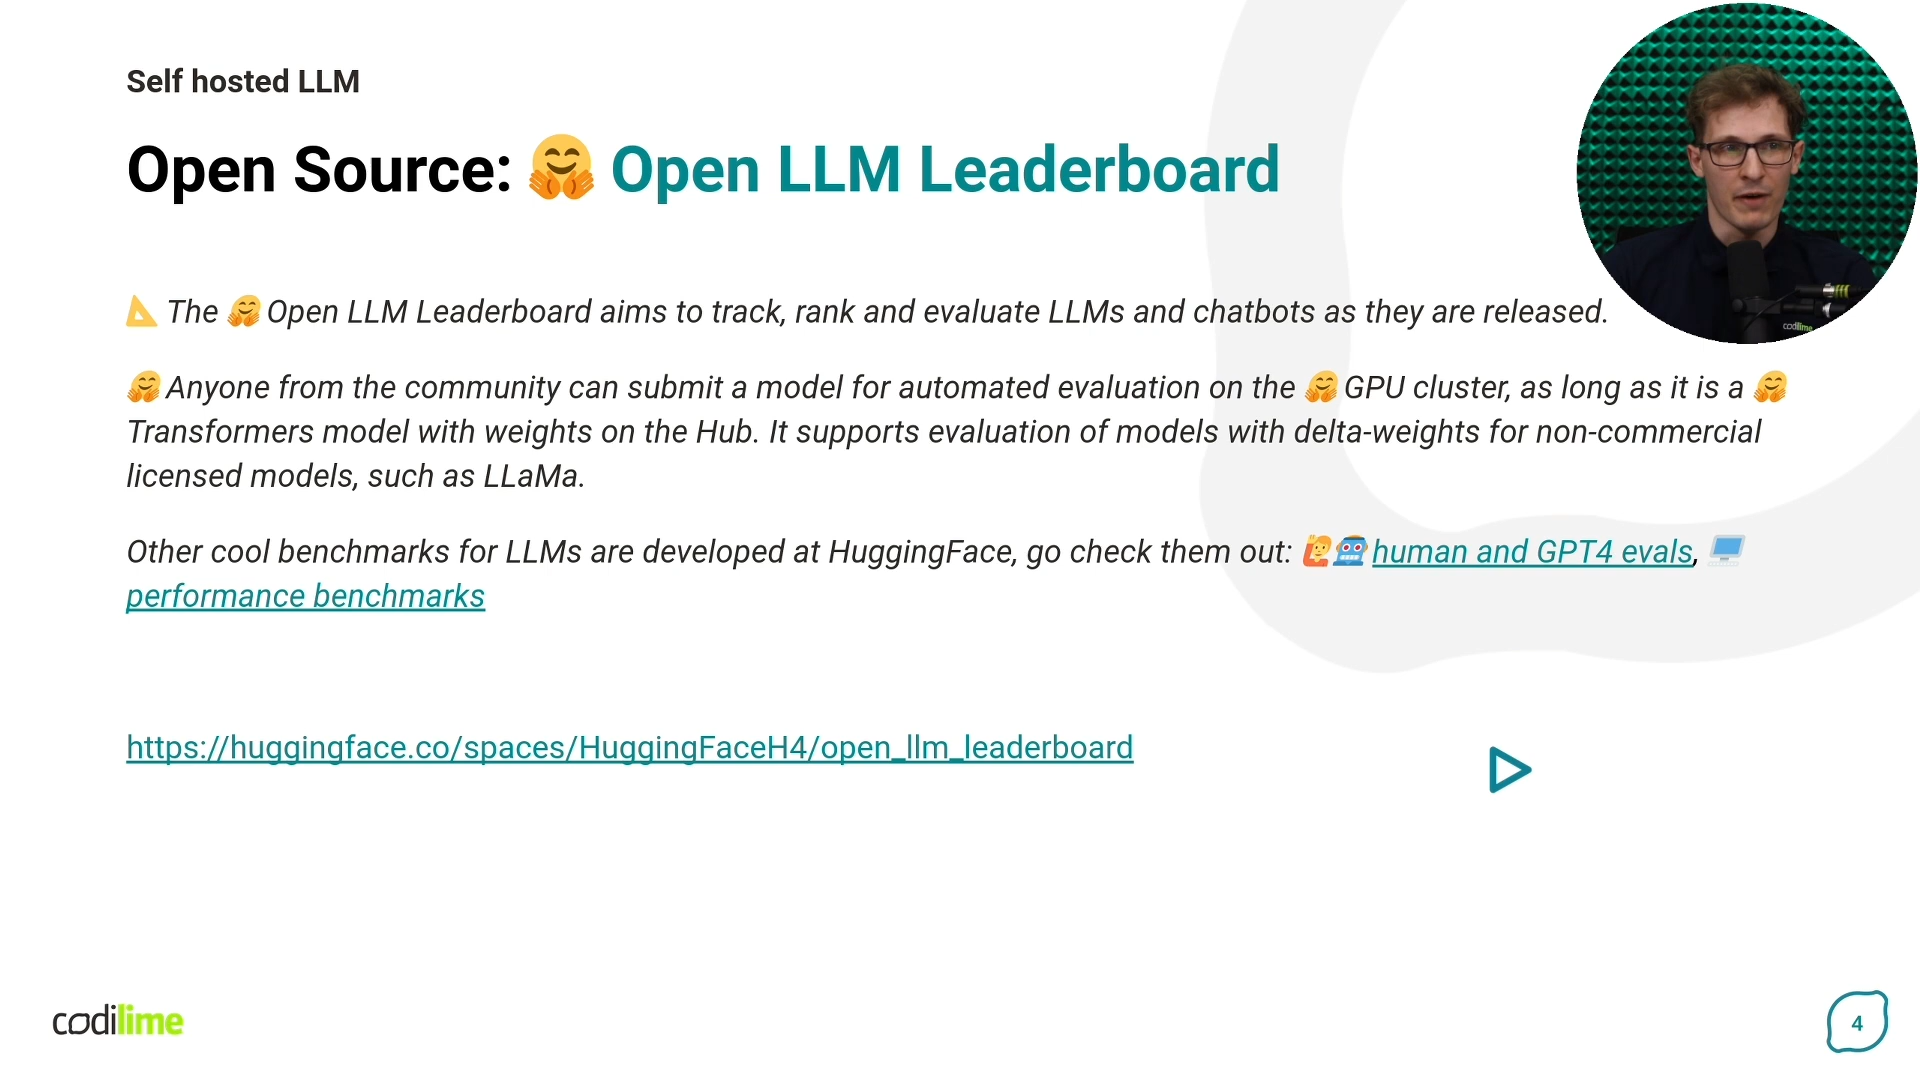 Self hosted LLM
Open Source: 🤗 Open LLM Leaderboard
📐 The 🤗 Open LLM Leaderboard aims to track, rank and evaluate LLMs and chatbots as they are released.
🤗 Anyone from the community can submit a model for automated evaluation on the 🤗 GPU cluster, as long as it is a 🤗
Transformers model with weights on the Hub. It supports evaluation of models with delta-weights for non-commercial
licensed models, such as LLaMa.
Other cool benchmarks for LLMs are developed at HuggingFace, go check them out: 🙋🤖 human and GPT4 evals, 🖥️
performance benchmarks
https://huggingface.co/spaces/HuggingFaceH4/open_llm_leaderboard
codilime
codilime
4